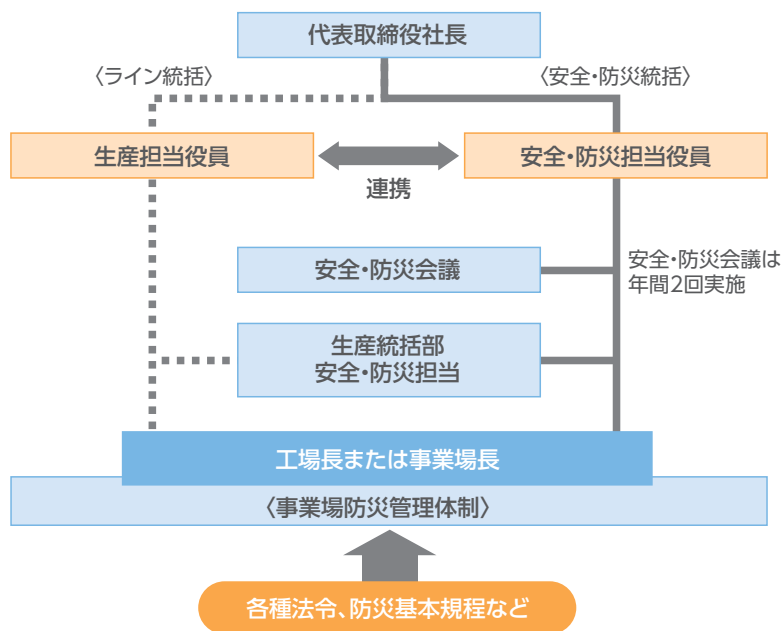 代表取締役社長
〈ライン統括〉
〈安全・防災統括〉
生産担当役員
連携
安全・防災担当役員
安全・防災会議
安全・防災会議は
年間2回実施
生産統括部
安全・防災担当
工場長または事業場長
〈事業場防災管理体制〉
各種法令、防災基本規程など